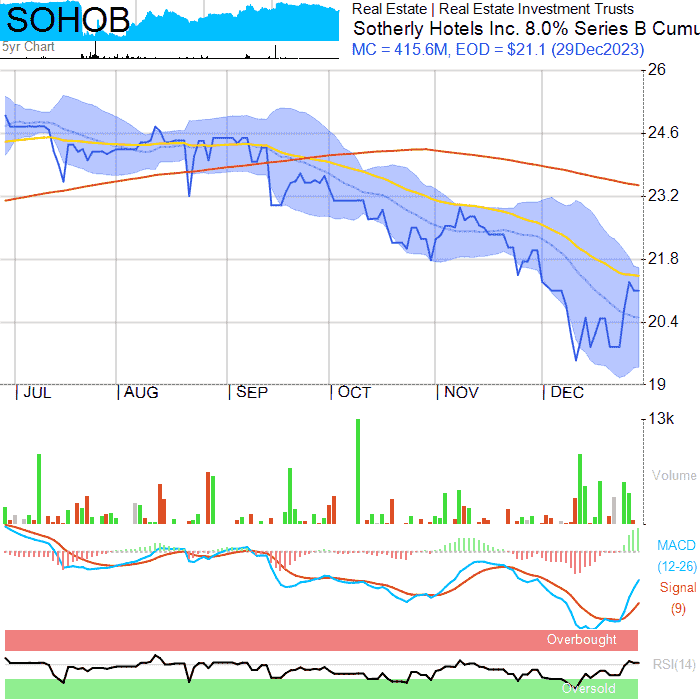 SOHOB
5yr Chart
Real Estate | Real Estate Investment Trusts
Sotherly Hotels Inc. 8.0% Series B Cumu
MC = 415.6M, EOD = $21.1 (29Dec2023)
26
24.6
23.2
21.8
20.4
19
JUL AUG SEP OCT NOV DEC
13k
Volume
MACD
(12-26)
Signal
(9)
Overbought
RSI(14)
Oversold